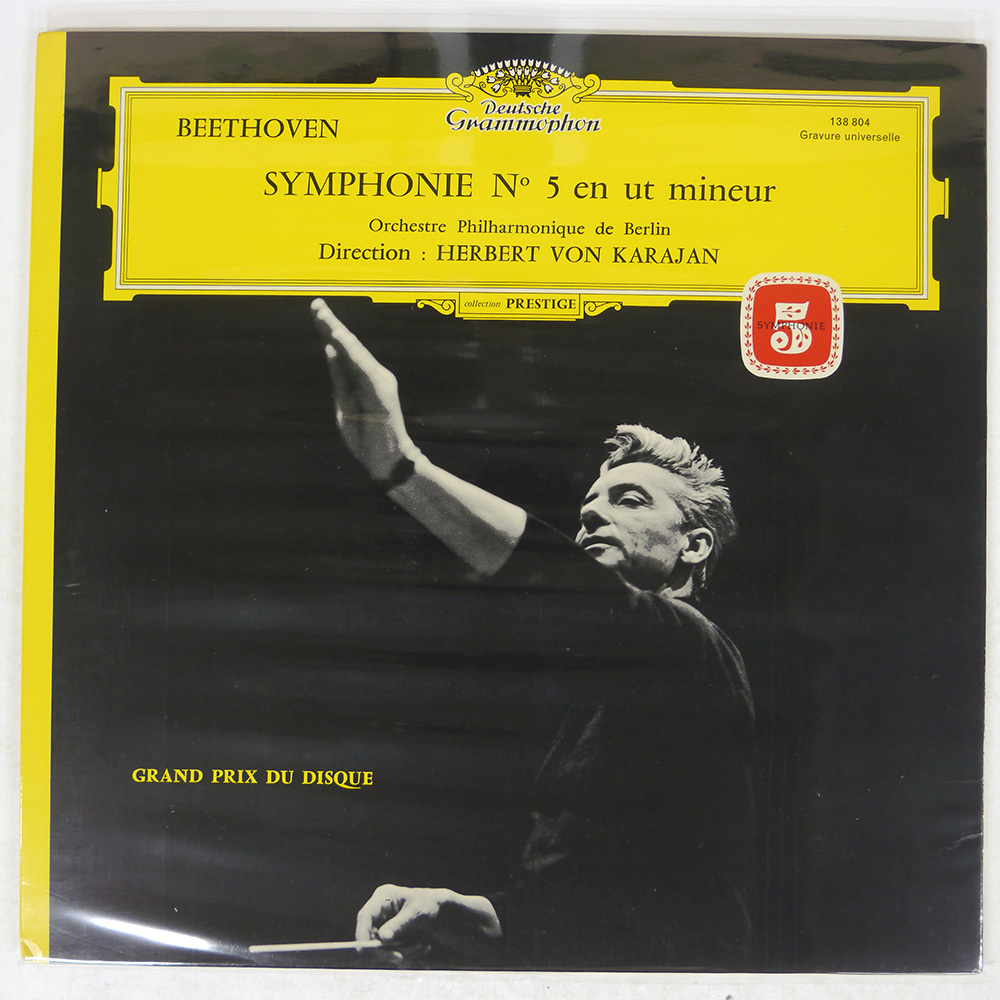 Deutsche
Grammophon
BEETHOVEN
138 804
Gravure universelle
SYMPHONIE Nº 5 en ut mineur
Orchestre Philharmonique de Berlin
Direction : HERBERT VON KARAJAN
collection PRESTIGE
5
SYMPHONIE
GRAND PRIX DU DISQUE